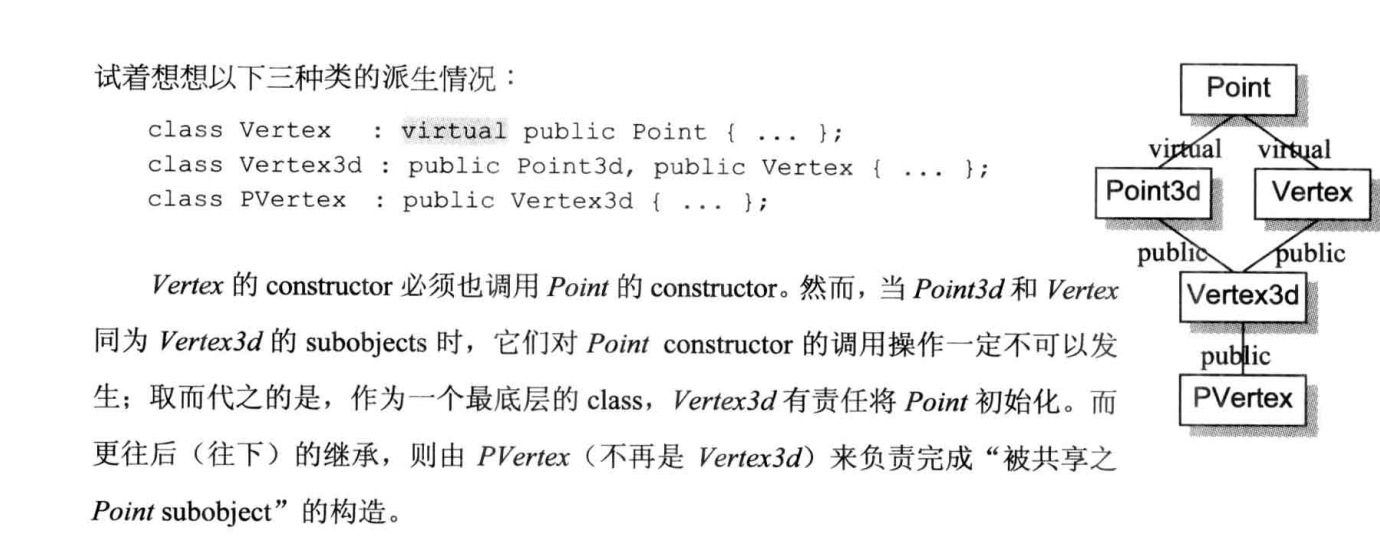 试着想想以下三种类的派生情况：
class Vertex : virtual public Point { ... };
class Vertex3d : public Point3d, public Vertex { ... };
class PVertex : public Vertex3d { ... };
Vertex 的 constructor 必须也调用 Point 的 constructor。然而，当 Point3d 和 Vertex
同为 Vertex3d 的 subobjects 时，它们对 Point constructor 的调用操作一定不可以发
生；取而代之的是，作为一个最底层的 class，Vertex3d 有责任将 Point 初始化。而
更往后（往下）的继承，则由 PVertex（不再是 Vertex3d）来负责完成“被共享之
Point subobject”的构造。
Point
virtual virtual
Point3d Vertex
public public
Vertex3d
public
PVertex